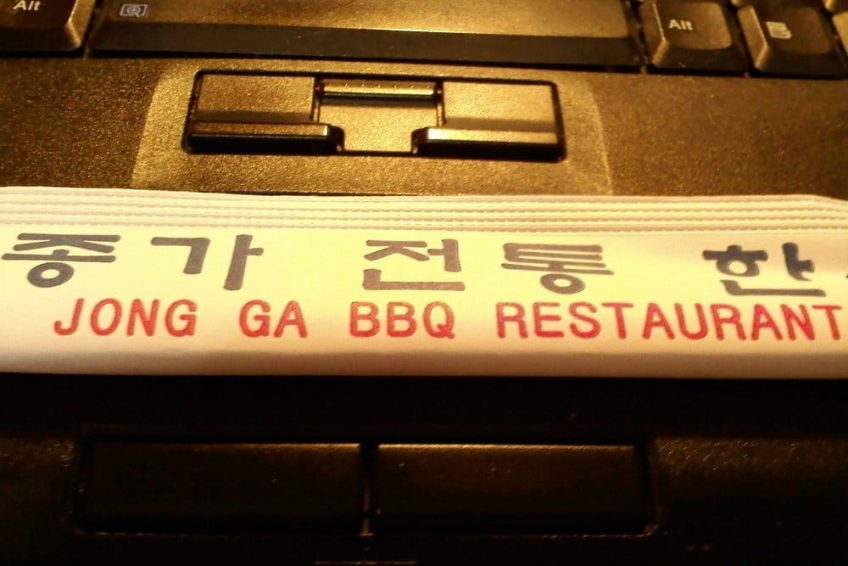 Alt
Alt
종가 전통 한
JONG GA BBQ RESTAURANT